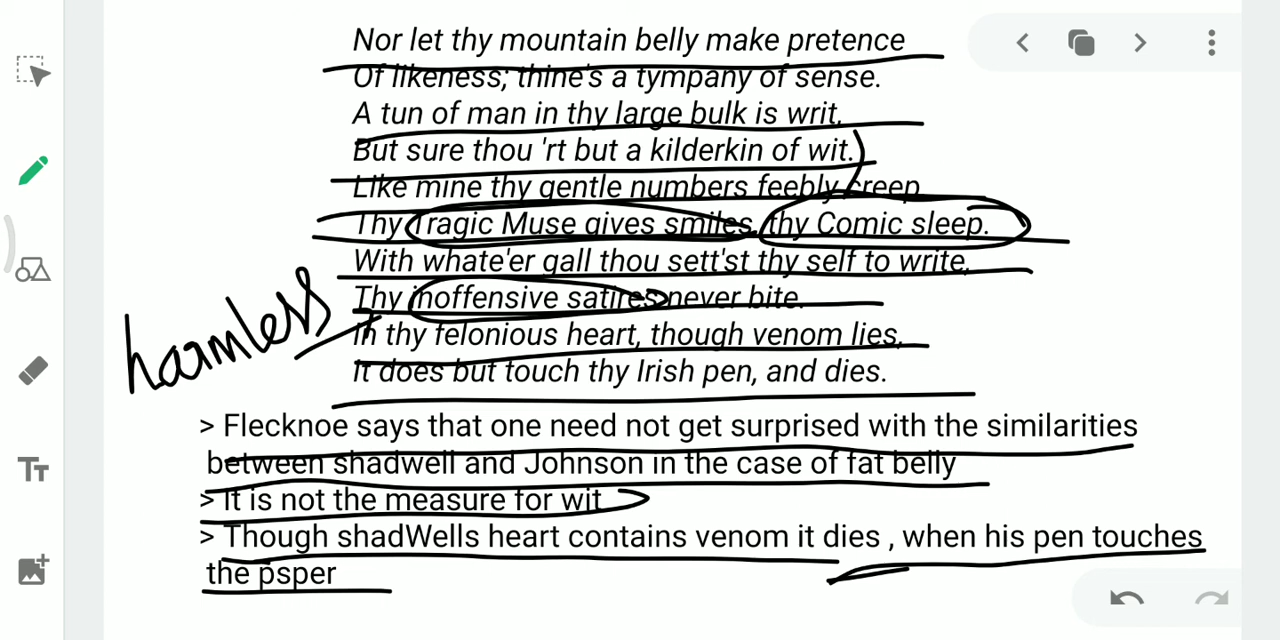 Nor let thy mountain belly make pretence
Of likeness; thine's a tympany of sense.
A tun of man in thy large bulk is writ,
But sure thou 'rt but a kilderkin of wit.
Like mine thy gentle numbers feebly creep,
Thy Tragic Muse gives smiles, thy Comic sleep.
With whate'er gall thou sett'st thy self to write,
Thy inoffensive satires never bite.
harmless
In thy felonious heart, though venom lies,
It does but touch thy Irish pen, and dies.
> Flecknoe says that one need not get surprised with the similarities
between shadwell and Johnson in the case of fat belly
> It is not the measure for wit
> Though shadWells heart contains venom it dies , when his pen touches
the psper
TT